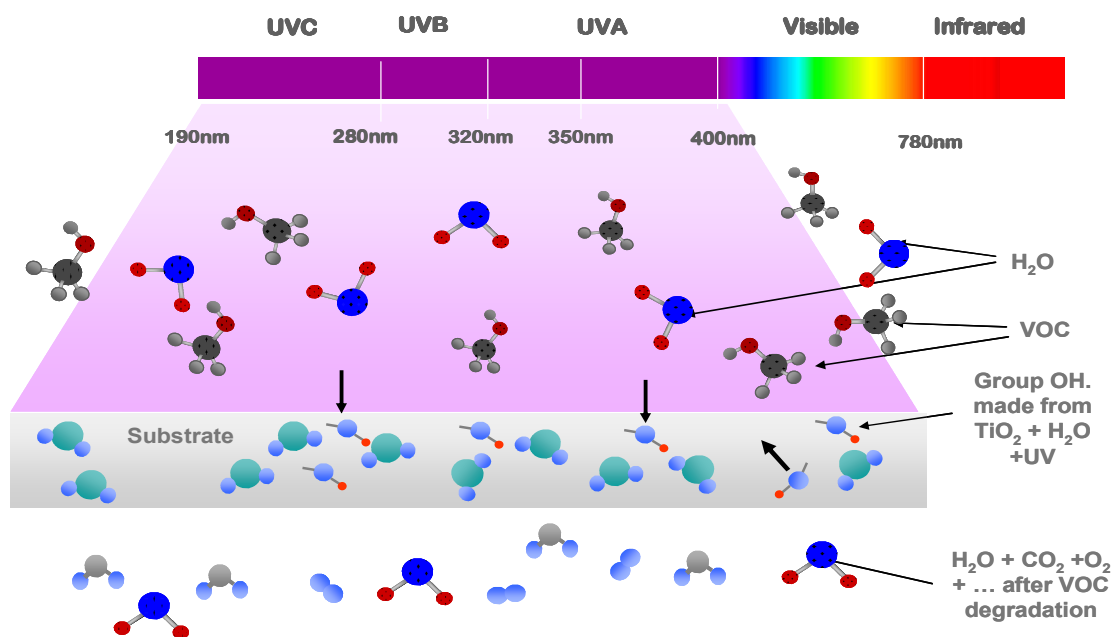 UVC UVB UVA Visible Infrared
190nm 280nm 320nm 350nm 400nm 780nm
H₂O
VOC
Group OH.
made from
TiO₂ + H₂O
+UV
Substrate
H₂O + CO₂ +O₂
+ … after VOC
degradation